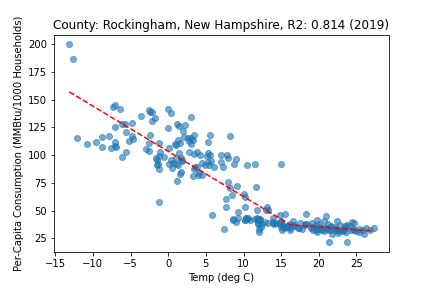 County: Rockingham, New Hampshire, R2: 0.814 (2019)
Per-Capita Consumption (MMBtu/1000 Households)
200
175
150
125
100
75
50
25
−15 −10 −5 0 5 10 15 20 25
Temp (deg C)